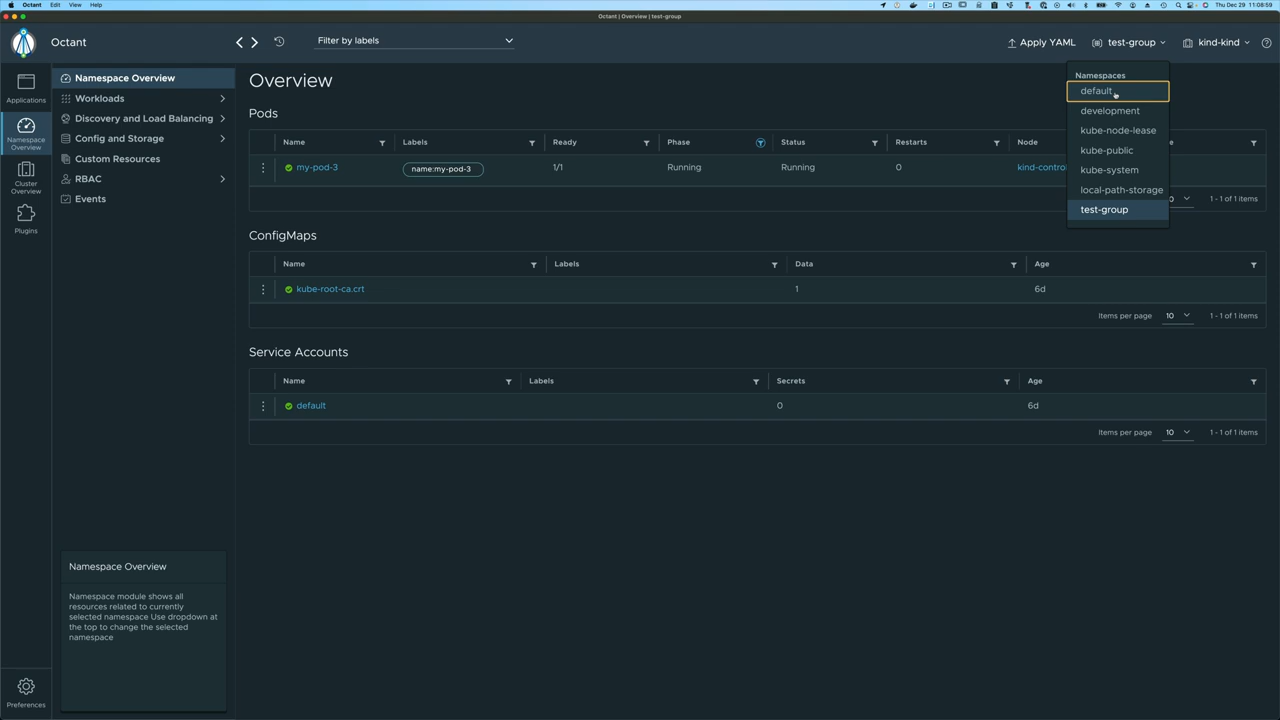 Octant Edit View Help
Thu Dec 29 11:08:59
Octant | Overview | test-group
Octant
Filter by labels
Apply YAML
test-group
kind-kind
Applications
Namespace
Overview
Cluster
Overview
Plugins
Preferences
Namespace Overview
Workloads
Discovery and Load Balancing
Config and Storage
Custom Resources
RBAC
Events
Namespace Overview
Namespace module shows all
resources related to currently
selected namespace Use dropdown at
the top to change the selected
namespace
Overview
Pods
Name Labels Ready Phase Status Restarts Node
my-pod-3 name:my-pod-3 1/1 Running Running 0 kind-contro
1 - 1 of 1 items
Namespaces
default
development
kube-node-lease
kube-public
kube-system
local-path-storage
test-group
ConfigMaps
Name Labels Data Age
kube-root-ca.crt 1 6d
Items per page 10 1 - 1 of 1 items
Service Accounts
Name Labels Secrets Age
default 0 6d
Items per page 10 1 - 1 of 1 items